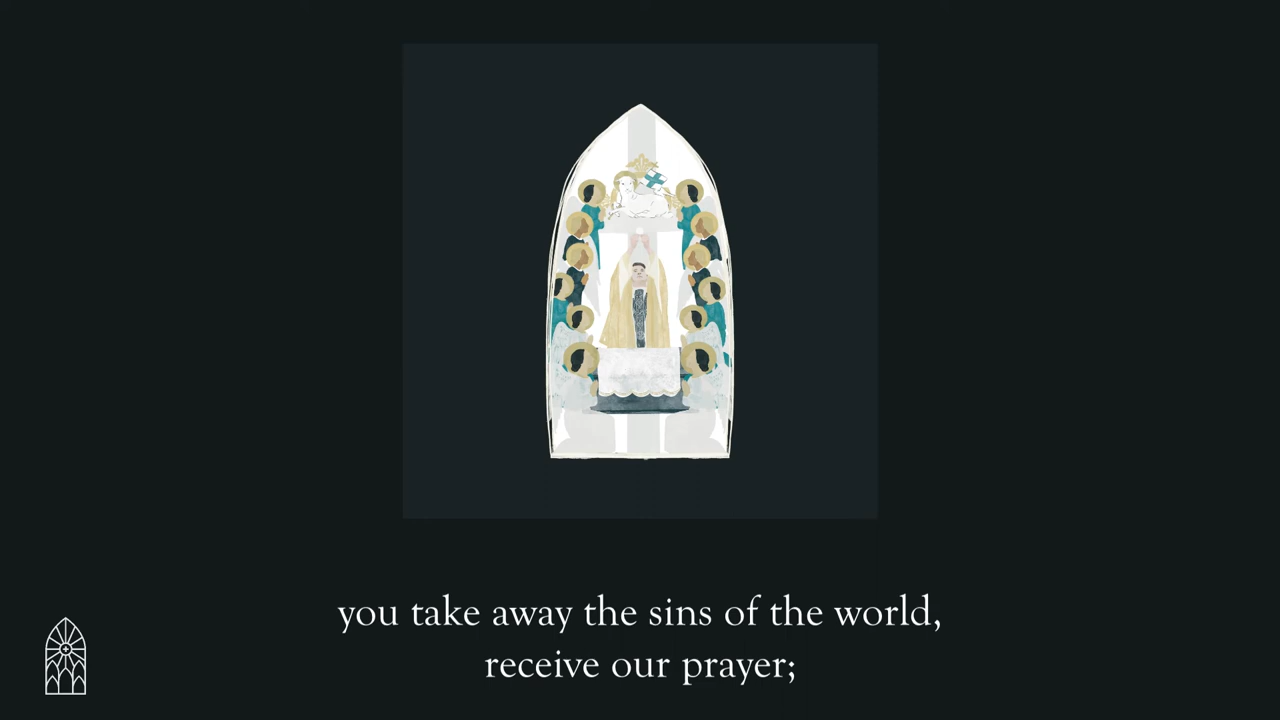 you take away the sins of the world,
receive our prayer;